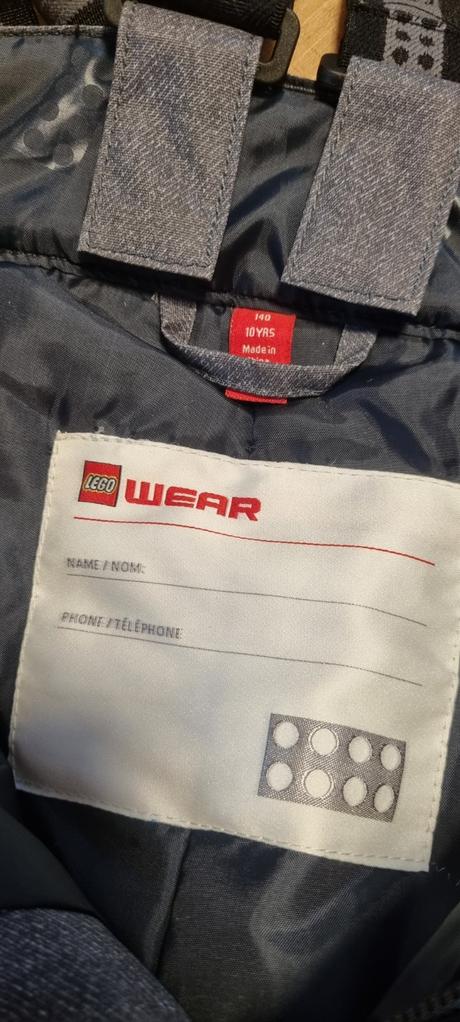 140
10YRS
Made in
LEGO WEAR
NAME / NOM:
PHONE / TÉLÉPHONE